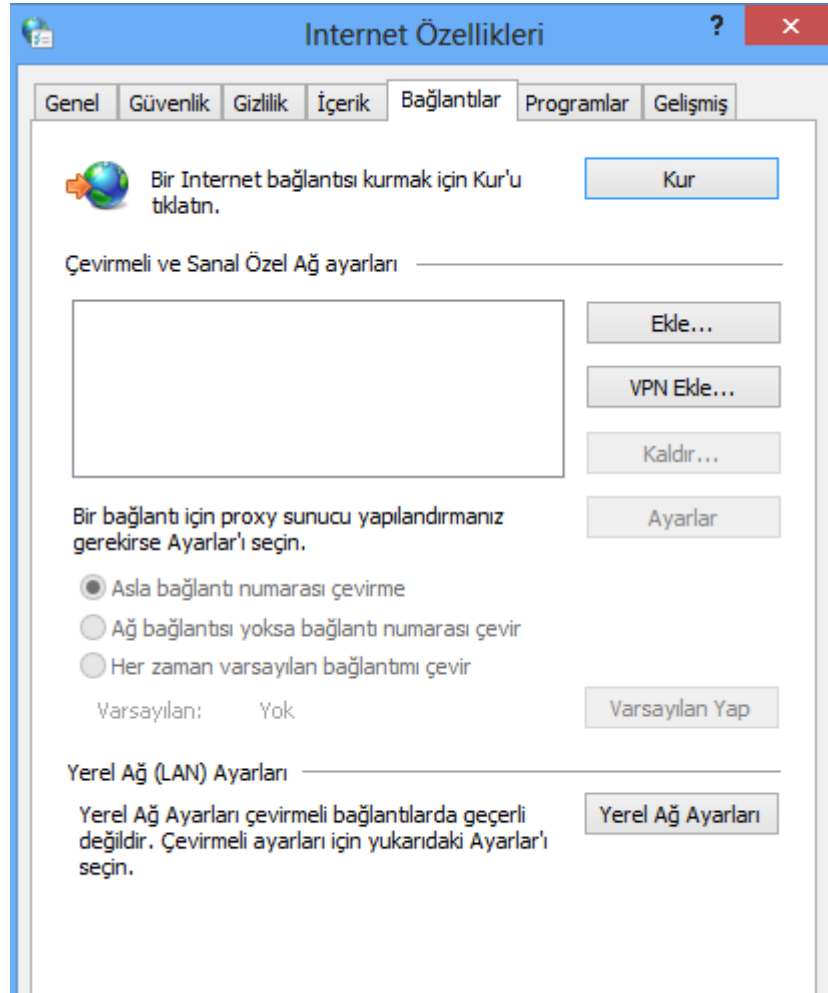 Internet Özellikleri
?
Genel Güvenlik Gizlilik İçerik Bağlantılar Programlar Gelişmiş
Bir Internet bağlantısı kurmak için Kur'u
tıklatın.
Kur
Çevirmeli ve Sanal Özel Ağ ayarları
Ekle...
VPN Ekle...
Kaldır...
Bir bağlantı için proxy sunucu yapılandırmanız
gerekirse Ayarlar'ı seçin.
Ayarlar
Asla bağlantı numarası çevirme
Ağ bağlantısı yoksa bağlantı numarası çevir
Her zaman varsayılan bağlantımı çevir
Varsayılan: Yok
Varsayılan Yap
Yerel Ağ (LAN) Ayarları
Yerel Ağ Ayarları çevirmeli bağlantılarda geçerli
değildir. Çevirmeli ayarları için yukarıdaki Ayarlar'ı
seçin.
Yerel Ağ Ayarları